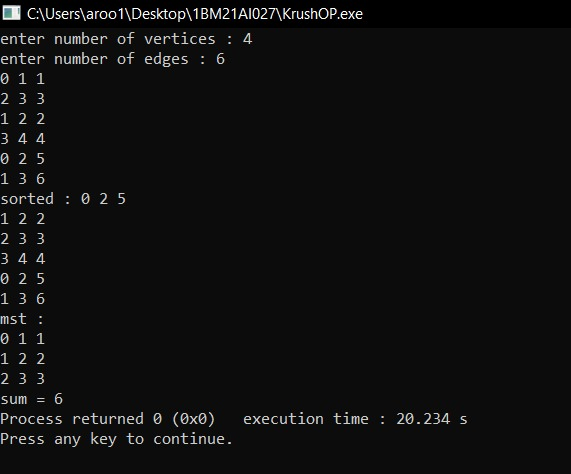 C:\Users\aroo1\Desktop\1BM21AI027\KrushOP.exe
enter number of vertices : 4
enter number of edges : 6
0 1 1
2 3 3
1 2 2
3 4 4
0 2 5
1 3 6
sorted : 0 2 5
1 2 2
2 3 3
3 4 4
0 2 5
1 3 6
mst :
0 1 1
1 2 2
2 3 3
sum = 6
Process returned 0 (0x0)   execution time : 20.234 s
Press any key to continue.